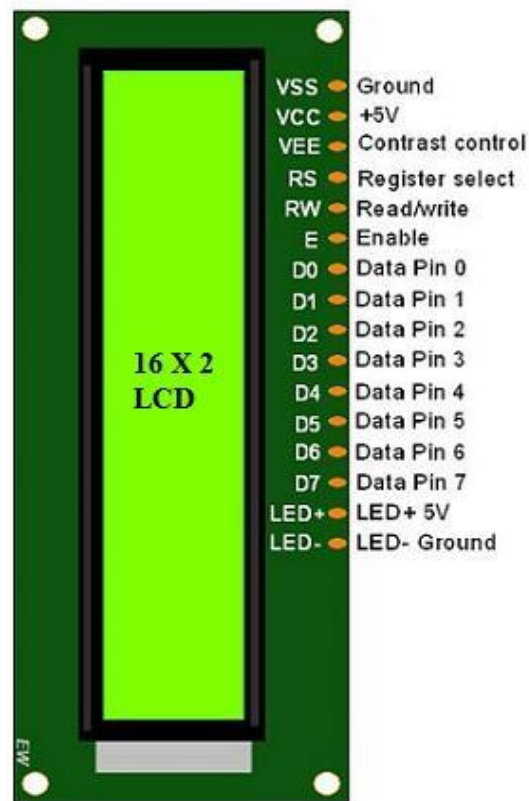 VSS Ground
VCC +5V
VEE Contrast control
RS Register select
RW Read/write
E Enable
D0 Data Pin 0
D1 Data Pin 1
D2 Data Pin 2
D3 Data Pin 3
D4 Data Pin 4
D5 Data Pin 5
D6 Data Pin 6
D7 Data Pin 7
LED+ LED+ 5V
LED- LED- Ground
16 X 2
LCD
EW